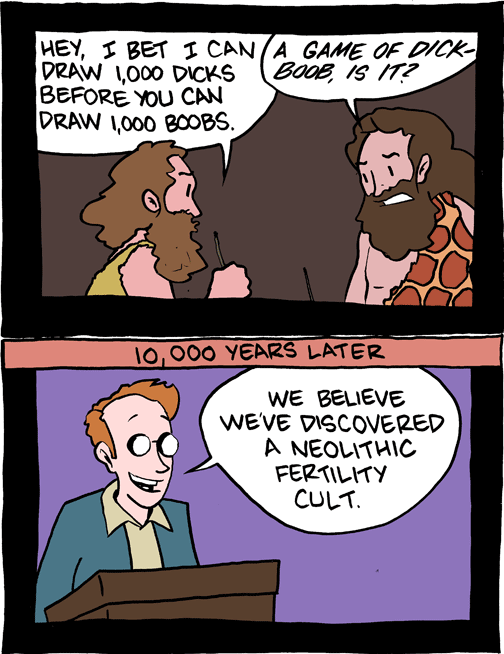 HEY, I BET I CAN
DRAW 1,000 DICKS
BEFORE YOU CAN
DRAW 1,000 BOOBS.
A GAME OF DICK-
BOOB, IS IT?
10,000 YEARS LATER
WE BELIEVE
WE'VE DISCOVERED
A NEOLITHIC
FERTILITY
CULT.